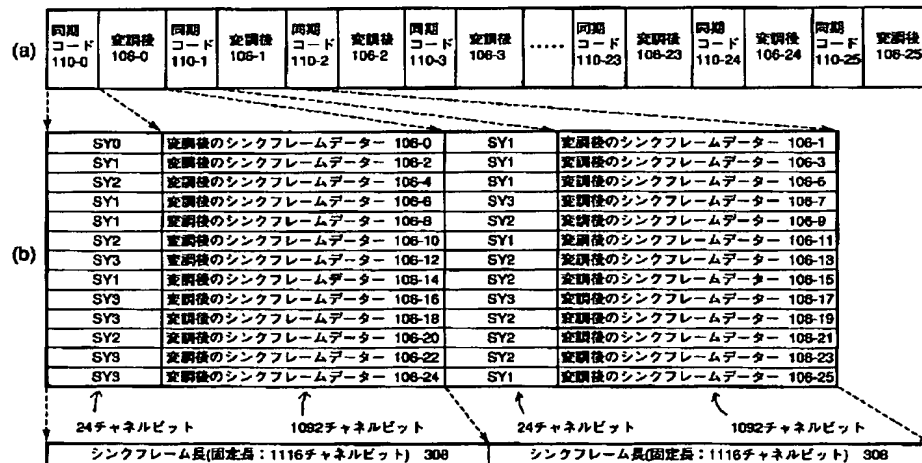 (a)
同期コード 110-0 変調後 106-0 同期コード 110-1 変調後 106-1 同期コード 110-2 変調後 106-2 同期コード 110-3 変調後 106-3 ····· 同期コード 110-23 変調後 106-23 同期コード 110-24 変調後 106-24 同期コード 110-25 変調後 106-25
(b)
SY0 変調後のシンクフレームデーター 106-0 SY1 変調後のシンクフレームデーター 106-1
SY1 変調後のシンクフレームデーター 106-2 SY1 変調後のシンクフレームデーター 106-3
SY2 変調後のシンクフレームデーター 106-4 SY1 変調後のシンクフレームデーター 106-5
SY1 変調後のシンクフレームデーター 106-6 SY3 変調後のシンクフレームデーター 106-7
SY1 変調後のシンクフレームデーター 106-8 SY2 変調後のシンクフレームデーター 106-9
SY2 変調後のシンクフレームデーター 106-10 SY1 変調後のシンクフレームデーター 106-11
SY3 変調後のシンクフレームデーター 106-12 SY2 変調後のシンクフレームデーター 106-13
SY1 変調後のシンクフレームデーター 106-14 SY2 変調後のシンクフレームデーター 106-15
SY3 変調後のシンクフレームデーター 106-16 SY3 変調後のシンクフレームデーター 106-17
SY3 変調後のシンクフレームデーター 106-18 SY2 変調後のシンクフレームデーター 106-19
SY2 変調後のシンクフレームデーター 106-20 SY2 変調後のシンクフレームデーター 106-21
SY3 変調後のシンクフレームデーター 106-22 SY2 変調後のシンクフレームデーター 106-23
SY3 変調後のシンクフレームデーター 106-24 SY1 変調後のシンクフレームデーター 106-25
24チャネルビット 1092チャネルビット 24チャネルビット 1092チャネルビット
シンクフレーム長(固定長:1116チャネルビット) 308 シンクフレーム長(固定長:1116チャネルビット) 308